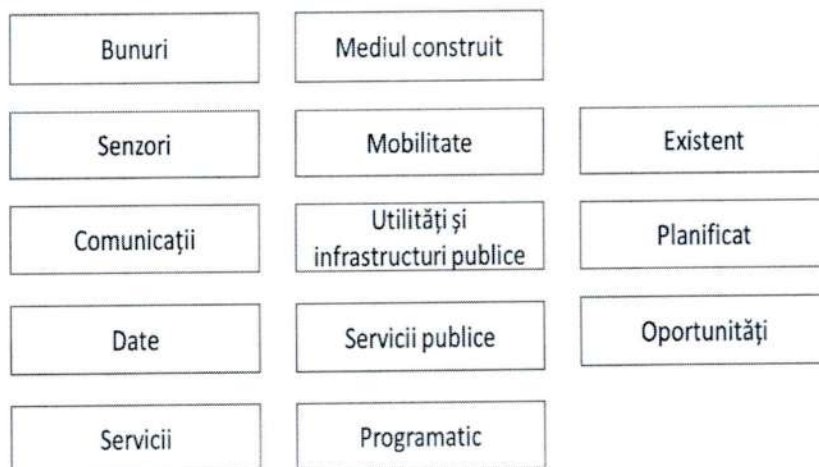 Bunuri
Mediul construit
Senzori
Mobilitate
Existent
Comunicații
Utilități și
infrastructuri publice
Planificat
Date
Servicii publice
Oportunități
Servicii
Programatic